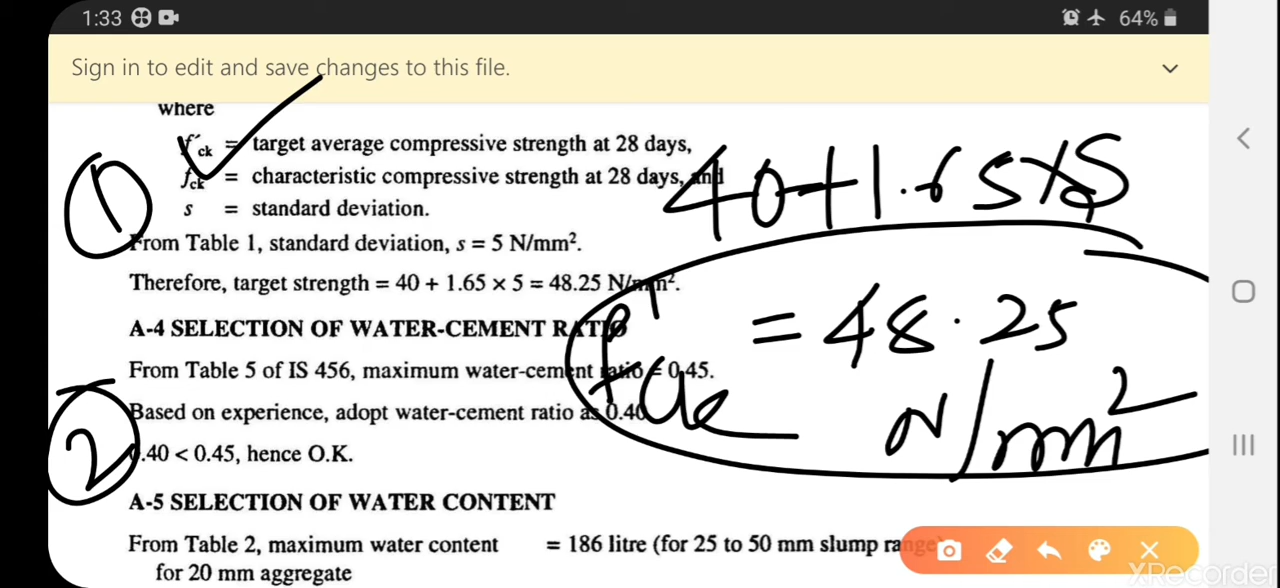 1:33 64%
Sign in to edit and save changes to this file.
where
f′ck = target average compressive strength at 28 days,
fck = characteristic compressive strength at 28 days, and
s = standard deviation.
40+1.65×5
1
From Table 1, standard deviation, s = 5 N/mm².
Therefore, target strength = 40 + 1.65 × 5 = 48.25 N/mm².
f'ck = 48.25
N/mm²
A-4 SELECTION OF WATER-CEMENT RATIO
From Table 5 of IS 456, maximum water-cement ratio = 0.45.
2
Based on experience, adopt water-cement ratio as 0.40
0.40 < 0.45, hence O.K.
A-5 SELECTION OF WATER CONTENT
From Table 2, maximum water content = 186 litre (for 25 to 50 mm slump range)
for 20 mm aggregate
XRecorder